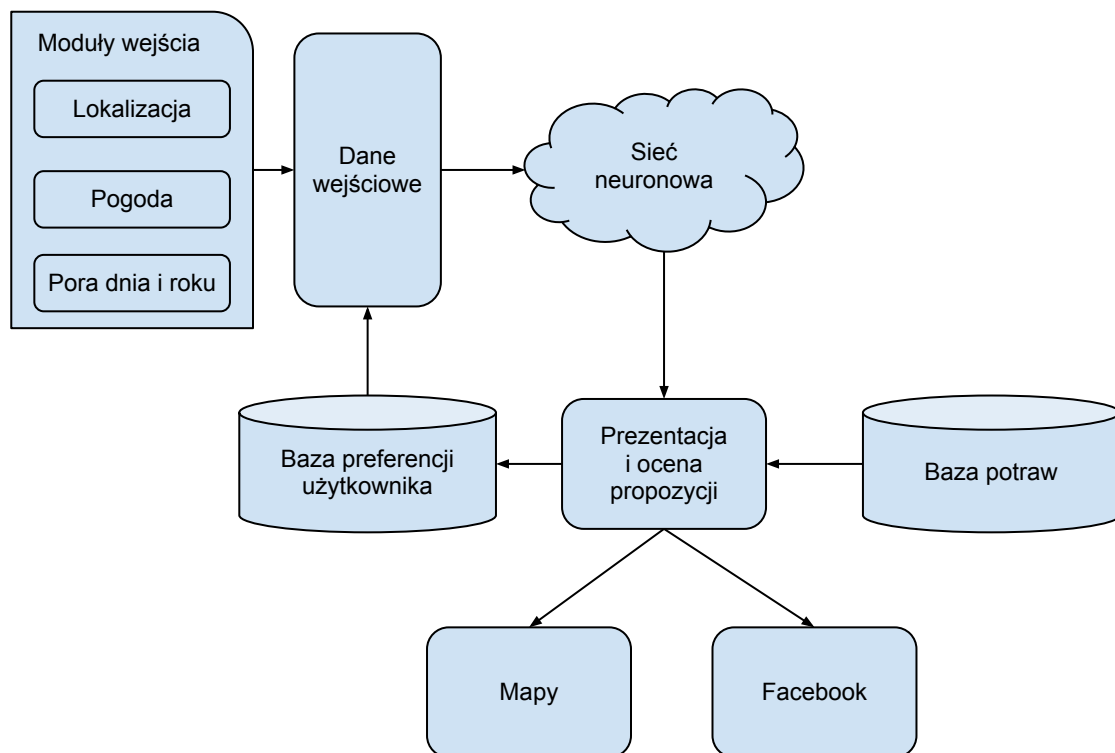 Moduły wejścia
Lokalizacja
Pogoda
Pora dnia i roku
Dane
wejściowe
Sieć
neuronowa
Baza preferencji
użytkownika
Prezentacja
i ocena
propozycji
Baza potraw
Mapy
Facebook